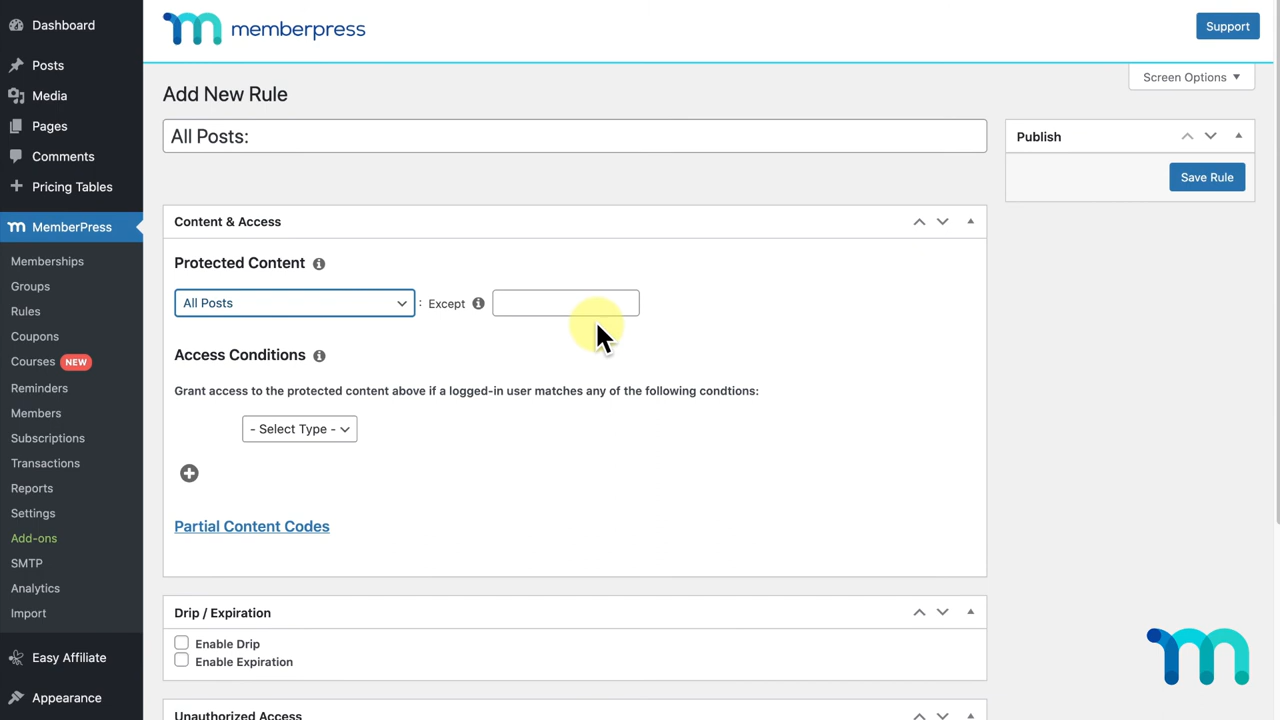 Dashboard
Posts
Media
Pages
Comments
Pricing Tables
MemberPress
Memberships
Groups
Rules
Coupons
Courses NEW
Reminders
Members
Subscriptions
Transactions
Reports
Settings
Add-ons
SMTP
Analytics
Import
Easy Affiliate
Appearance
memberpress
Support
Screen Options
Add New Rule
All Posts:
Publish
Save Rule
Content & Access
Protected Content
All Posts : Except
Access Conditions
Grant access to the protected content above if a logged-in user matches any of the following condtions:
- Select Type -
Partial Content Codes
Drip / Expiration
Enable Drip
Enable Expiration
Unauthorized Access